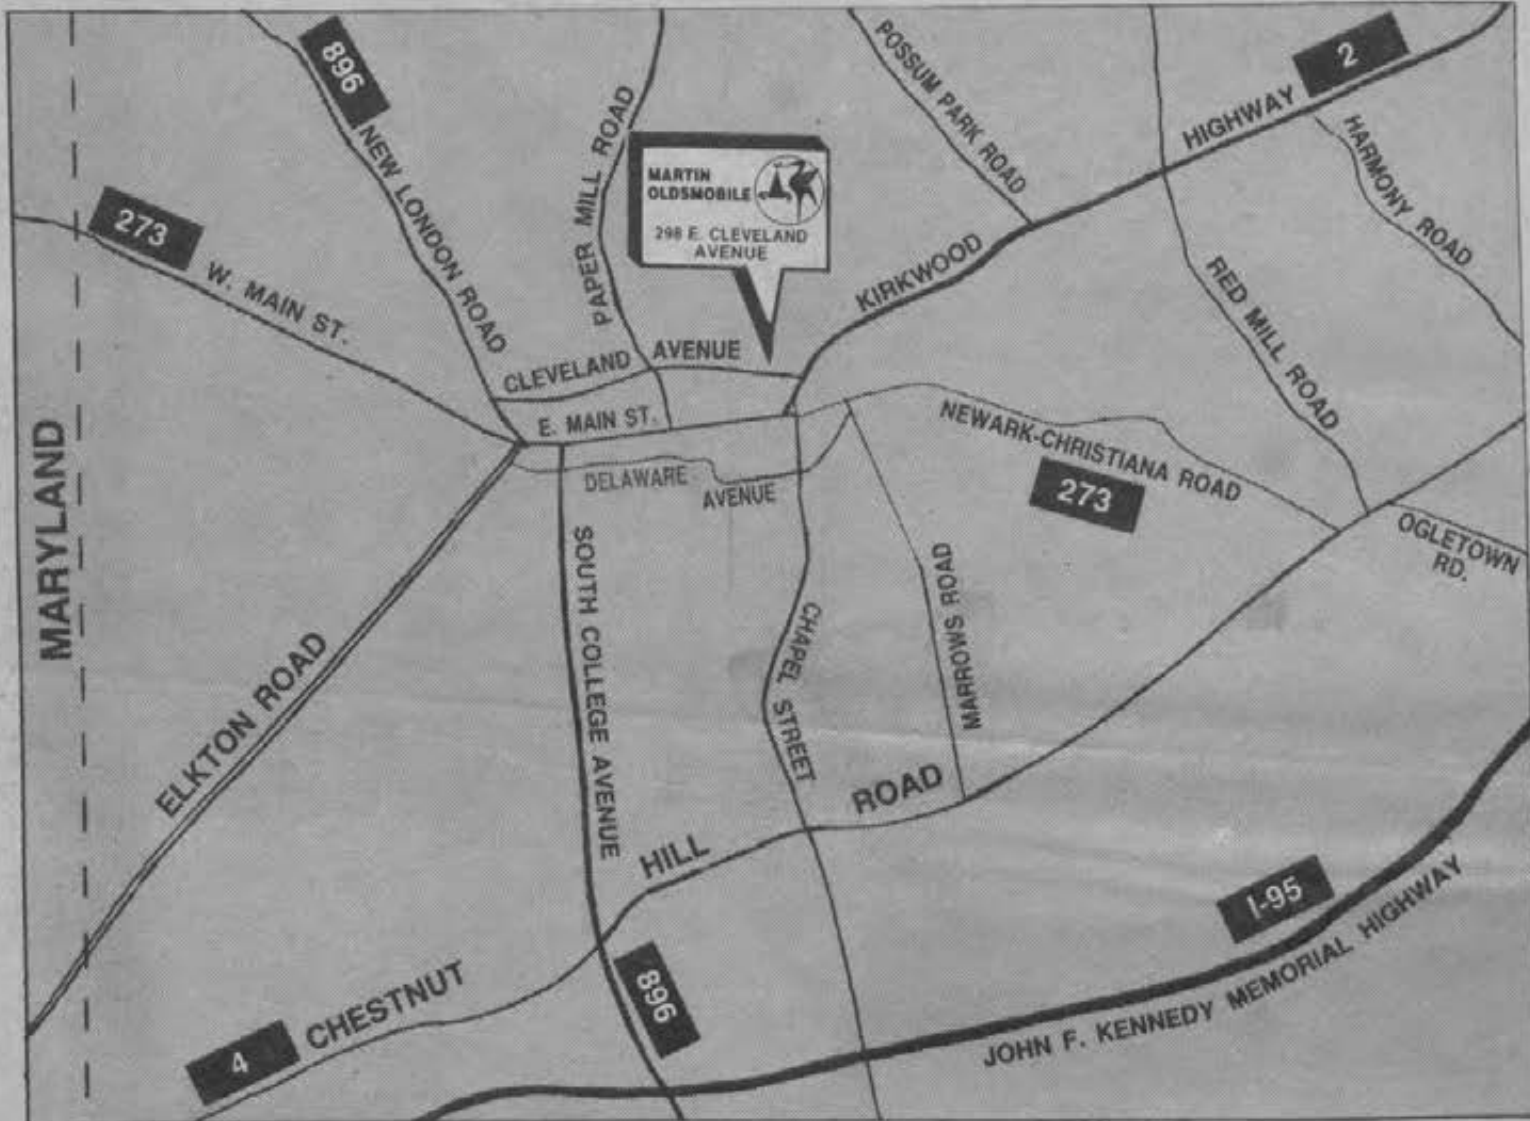 896
NEW LONDON ROAD
PAPER MILL ROAD
POSSUM PARK ROAD
2
KIRKWOOD HIGHWAY
HARMONY ROAD
MARTIN
OLDSMOBILE
298 E. CLEVELAND
AVENUE
273
W. MAIN ST.
RED MILL ROAD
CLEVELAND AVENUE
E. MAIN ST.
DELAWARE
AVENUE
NEWARK-CHRISTIANA ROAD
273
OGLETOWN
RD.
MARYLAND
ELKTON ROAD
SOUTH COLLEGE AVENUE
CHAPEL STREET
MARROWS ROAD
4
CHESTNUT HILL ROAD
896
I-95
JOHN F. KENNEDY MEMORIAL HIGHWAY